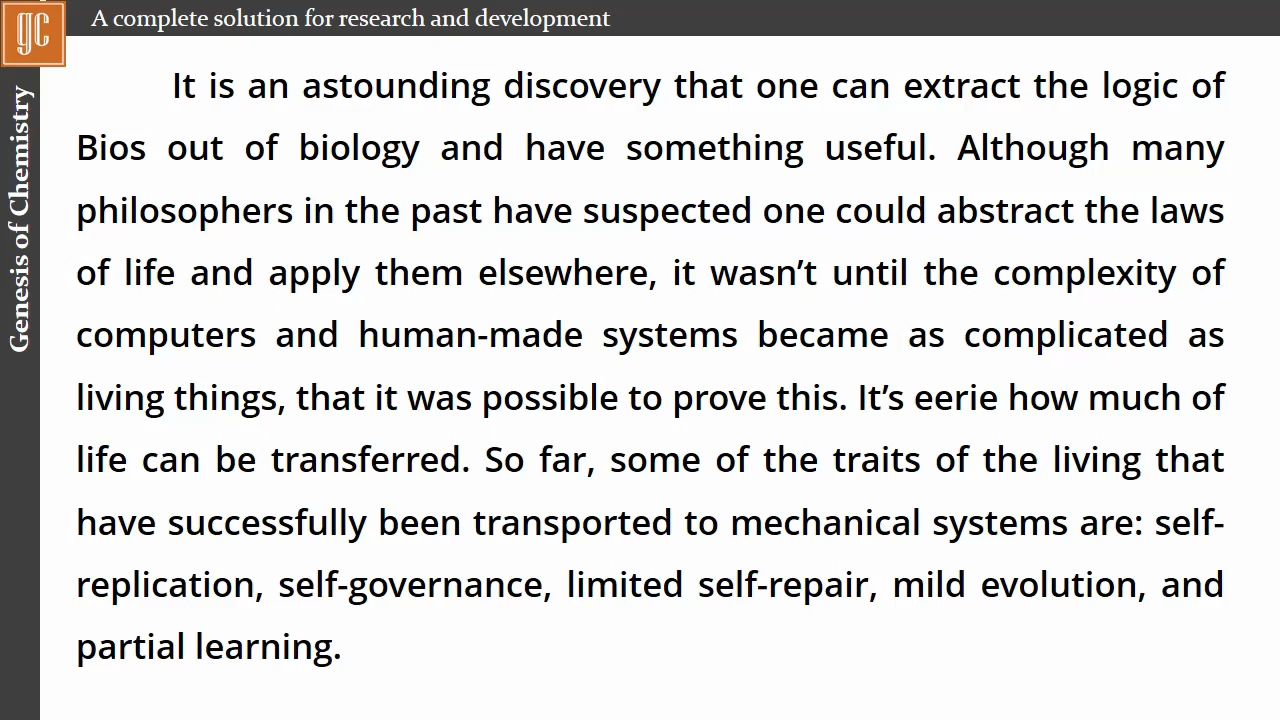 A complete solution for research and development
gc
Genesis of Chemistry
It is an astounding discovery that one can extract the logic of
Bios out of biology and have something useful. Although many
philosophers in the past have suspected one could abstract the laws
of life and apply them elsewhere, it wasn’t until the complexity of
computers and human-made systems became as complicated as
living things, that it was possible to prove this. It’s eerie how much of
life can be transferred. So far, some of the traits of the living that
have successfully been transported to mechanical systems are: self-
replication, self-governance, limited self-repair, mild evolution, and
partial learning.